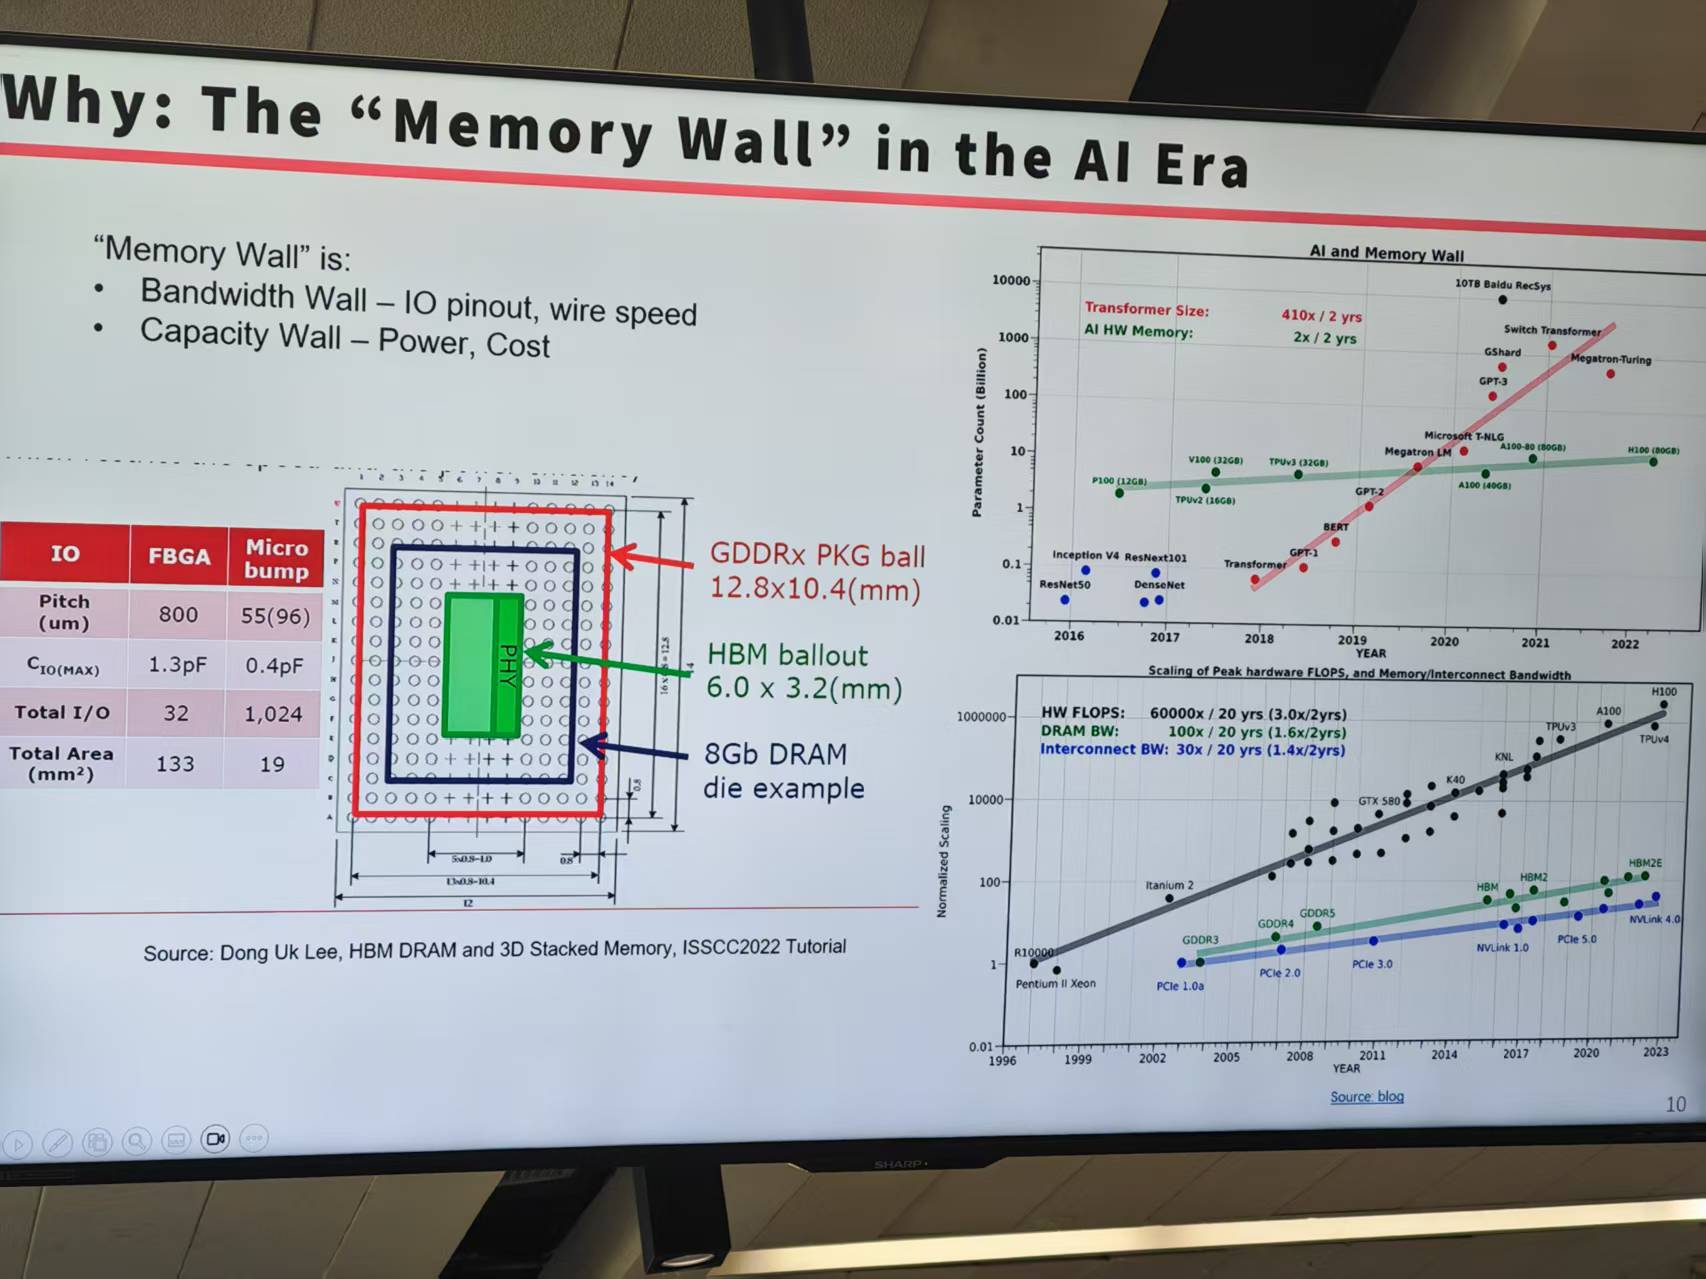 Why: The “Memory Wall” in the AI Era
“Memory Wall” is:
• Bandwidth Wall – IO pinout, wire speed
• Capacity Wall – Power, Cost
IO FBGA Micro bump
Pitch (um) 800 55(96)
CIO(MAX) 1.3pF 0.4pF
Total I/O 32 1,024
Total Area (mm²) 133 19
1 2 3 4 5 6 7 8 9 10 11 12 13 14
PHY
GDDRx PKG ball
12.8x10.4(mm)
HBM ballout
6.0 x 3.2(mm)
8Gb DRAM
die example
0.8
5x0.8=4.0
0.8
13x0.8=10.4
12
Source: Dong Uk Lee, HBM DRAM and 3D Stacked Memory, ISSCC2022 Tutorial
AI and Memory Wall
Transformer Size: 410x / 2 yrs
AI HW Memory: 2x / 2 yrs
Parameter Count (Billion)
10000
1000
100
10
1
0.1
0.01
10TB Baidu RecSys
Switch Transformer
GShard
Megatron-Turing
GPT-3
Microsoft T-NLG
A100-80 (80GB)
H100 (80GB)
Megatron LM
V100 (32GB)
TPUv3 (32GB)
P100 (12GB)
TPUv2 (16GB)
A100 (40GB)
GPT-2
BERT
GPT-1
Transformer
Inception V4
ResNext101
ResNet50
DenseNet
2016 2017 2018 2019 2020 2021 2022
YEAR
Scaling of Peak hardware FLOPS, and Memory/Interconnect Bandwidth
HW FLOPS: 60000x / 20 yrs (3.0x/2yrs)
DRAM BW: 100x / 20 yrs (1.6x/2yrs)
Interconnect BW: 30x / 20 yrs (1.4x/2yrs)
Normalized Scaling
1000000
10000
100
1
0.01
H100
A100
TPUv3
TPUv4
KNL
K40
GTX 580
Itanium 2
R10000
Pentium II Xeon
HBM2E
HBM2
HBM
GDDR5
GDDR4
GDDR3
NVLink 4.0
PCIe 5.0
NVLink 1.0
PCIe 3.0
PCIe 2.0
PCIe 1.0a
1996 1999 2002 2005 2008 2011 2014 2017 2020 2023
YEAR
Source: blog
10
SHARP